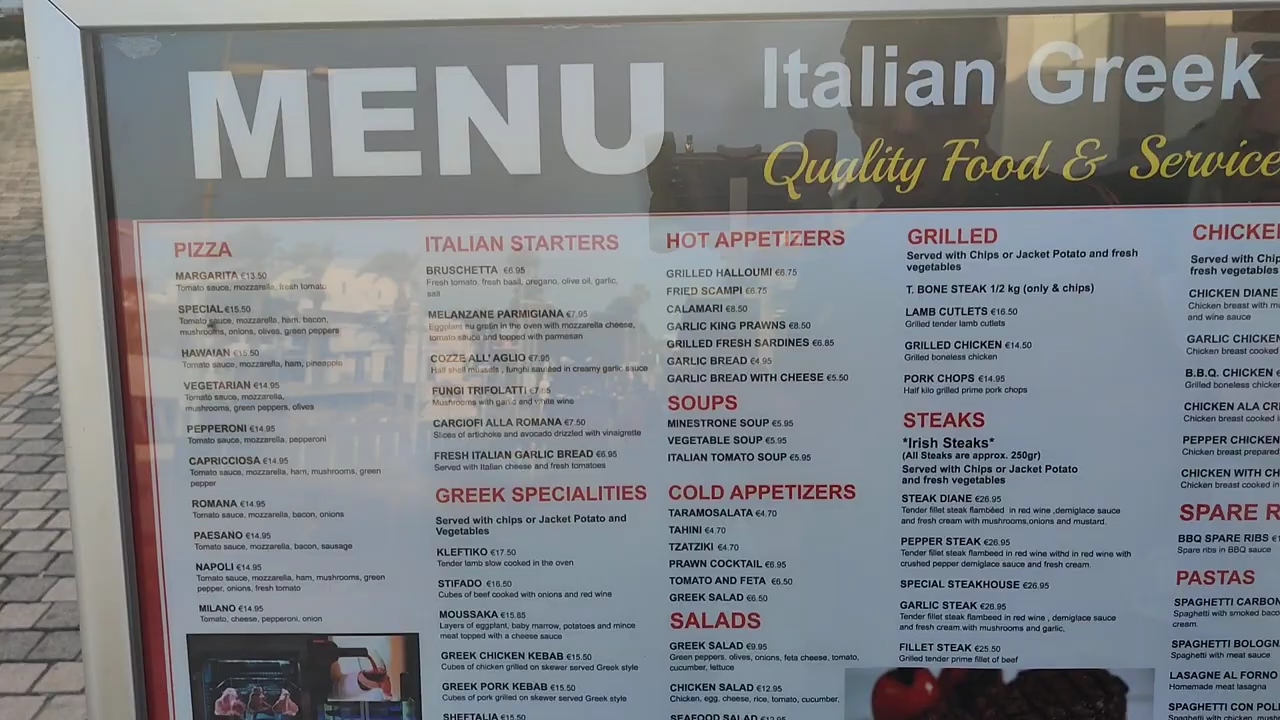 MENU
Italian Greek
Quality Food & Service
PIZZA
MARGARITA €13.50
Tomato sauce, mozzarella, fresh tomato
SPECIAL €15.50
Tomato sauce, mozzarella, ham, bacon,
mushrooms, onions, olives, green peppers
HAWAIAN €15.50
Tomato sauce, mozzarella, ham, pineapple
VEGETARIAN €14.95
Tomato sauce, mozzarella,
mushrooms, green peppers, olives
PEPPERONI €14.95
Tomato sauce, mozzarella, pepperoni
CAPRICCIOSA €14.95
Tomato sauce, mozzarella, ham, mushrooms, green
pepper
ROMANA €14.95
Tomato sauce, mozzarella, bacon, onions
PAESANO €14.95
Tomato sauce, mozzarella, bacon, sausage
NAPOLI €14.95
Tomato sauce, mozzarella, ham, mushrooms, green
pepper, onions, fresh tomato
MILANO €14.95
Tomato, cheese, pepperoni, onion
ITALIAN STARTERS
BRUSCHETTA €6.95
Fresh tomato, fresh basil, oregano, olive oil, garlic,
salt
MELANZANE PARMIGIANA €7.95
Eggplant au gratin in the oven with mozzarella cheese,
tomato sauce and topped with parmesan
COZZE ALL' AGLIO €7.95
Half shell mussels , funghi sautéed in creamy garlic sauce
FUNGI TRIFOLATTI
Mushrooms with garlic and white wine
CARCIOFI ALLA ROMANA €7.50
Slices of artichoke and avocado drizzled with vinaigrette
FRESH ITALIAN GARLIC BREAD €6.95
Served with Italian cheese and fresh tomatoes
GREEK SPECIALITIES
Served with chips or Jacket Potato and
Vegetables
KLEFTIKO €17.50
Tender lamb slow cooked in the oven
STIFADO €16.50
Cubes of beef cooked with onions and red wine
MOUSSAKA €15.85
Layers of eggplant, baby marrow, potatoes and mince
meat topped with a cheese sauce
GREEK CHICKEN KEBAB €15.50
Cubes of chicken grilled on skewer served Greek style
GREEK PORK KEBAB €15.50
Cubes of pork grilled on skewer served Greek style
SHEFTALIA €15.50
HOT APPETIZERS
GRILLED HALLOUMI €6.75
FRIED SCAMPI €6.75
CALAMARI €8.50
GARLIC KING PRAWNS €8.50
GRILLED FRESH SARDINES €6.85
GARLIC BREAD €4.95
GARLIC BREAD WITH CHEESE €5.50
SOUPS
MINESTRONE SOUP €5.95
VEGETABLE SOUP €5.95
ITALIAN TOMATO SOUP €5.95
COLD APPETIZERS
TARAMOSALATA €4.70
TAHINI €4.70
TZATZIKI €4.70
PRAWN COCKTAIL €6.95
TOMATO AND FETA €6.50
GREEK SALAD €6.50
SALADS
GREEK SALAD €9.95
Green peppers, olives, onions, feta cheese, tomato,
cucumber, lettuce
CHICKEN SALAD €12.95
Chicken, egg, cheese, rice, tomato, cucumber,
SEAFOOD SALAD €12.95
GRILLED
Served with Chips or Jacket Potato and fresh
vegetables
T. BONE STEAK 1/2 kg (only & chips)
LAMB CUTLETS €16.50
Grilled tender lamb cutlets
GRILLED CHICKEN €14.50
Grilled boneless chicken
PORK CHOPS €14.95
Half kilo grilled prime pork chops
STEAKS
*Irish Steaks*
(All Steaks are approx. 250gr)
Served with Chips or Jacket Potato
and fresh vegetables
STEAK DIANE €26.95
Tender fillet steak flambéed in red wine ,demiglace sauce
and fresh cream with mushrooms,onions and mustard.
PEPPER STEAK €26.95
Tender fillet steak flambeed in red wine withd in red wine with
crushed pepper demiglace sauce and fresh cream.
SPECIAL STEAKHOUSE €26.95
GARLIC STEAK €26.95
Tender fillet steak flambeed in red wine , demiglace sauce
and fresh cream,with mushrooms and garlic,
FILLET STEAK €25.50
Grilled tender prime fillet of beef
CHICKEN
Served with Chip
fresh vegetables
CHICKEN DIANE
Chicken breast with m
and wine sauce
GARLIC CHICKEN
Chicken breast cooked
B.B.Q. CHICKEN €
Grilled boneless chicke
CHICKEN ALA CR
Chicken breast cooked i
PEPPER CHICKEN
Chicken breast prepared
CHICKEN WITH CH
Chicken breast cooked in
SPARE R
BBQ SPARE RIBS €1
Spare ribs in BBQ sauce
PASTAS
SPAGHETTI CARBON
Spaghetti with smoked baco
cream.
SPAGHETTI BOLOGN
Spaghetti with meat sauce
LASAGNE AL FORNO
Homemade meat lasagna
SPAGHETTI CON POLL
Spaghetti with chicken, mus